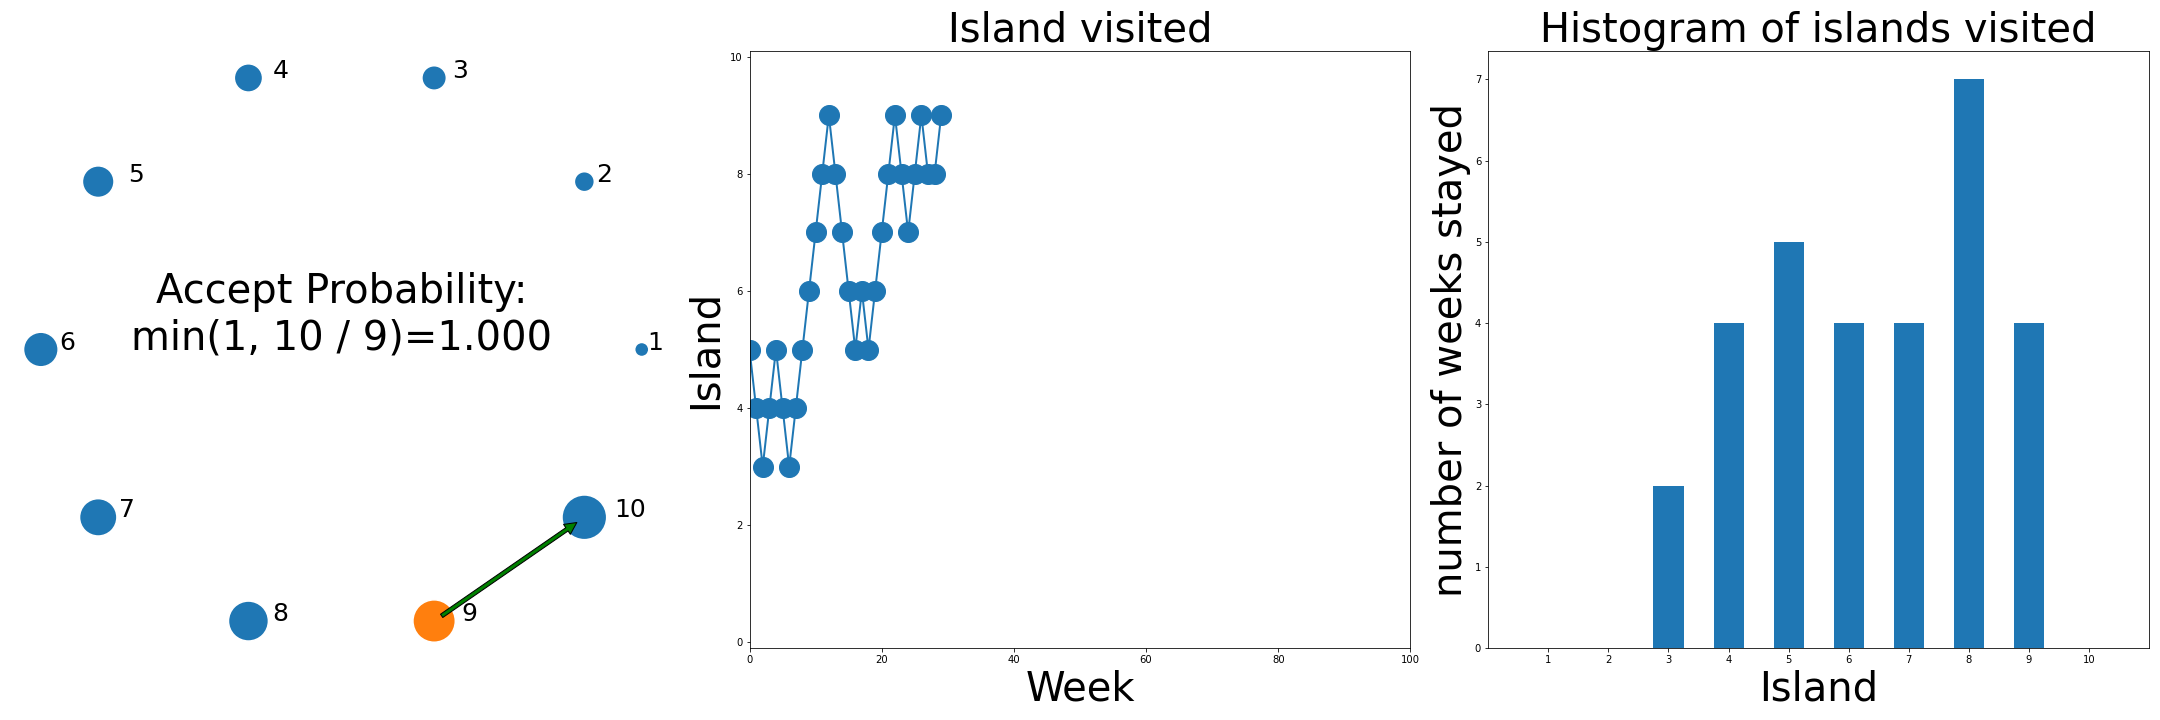 4
3
5
2
Accept Probability:
min(1, 10 / 9)=1.000
6
1
7
10
8
9
Island visited
Island
10
8
6
4
2
0
0 20 40 60 80 100
Week
Histogram of islands visited
number of weeks stayed
7
6
5
4
3
2
1
0
1 2 3 4 5 6 7 8 9 10
Island